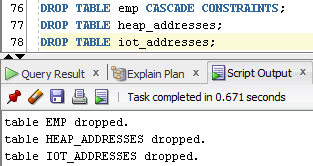 76 DROP TABLE emp CASCADE CONSTRAINTS;
77 DROP TABLE heap_addresses;
78 DROP TABLE iot_addresses;
Query Result x Explain Plan x Script Output x
Task completed in 0.671 seconds
table EMP dropped.
table HEAP_ADDRESSES dropped.
table IOT_ADDRESSES dropped.